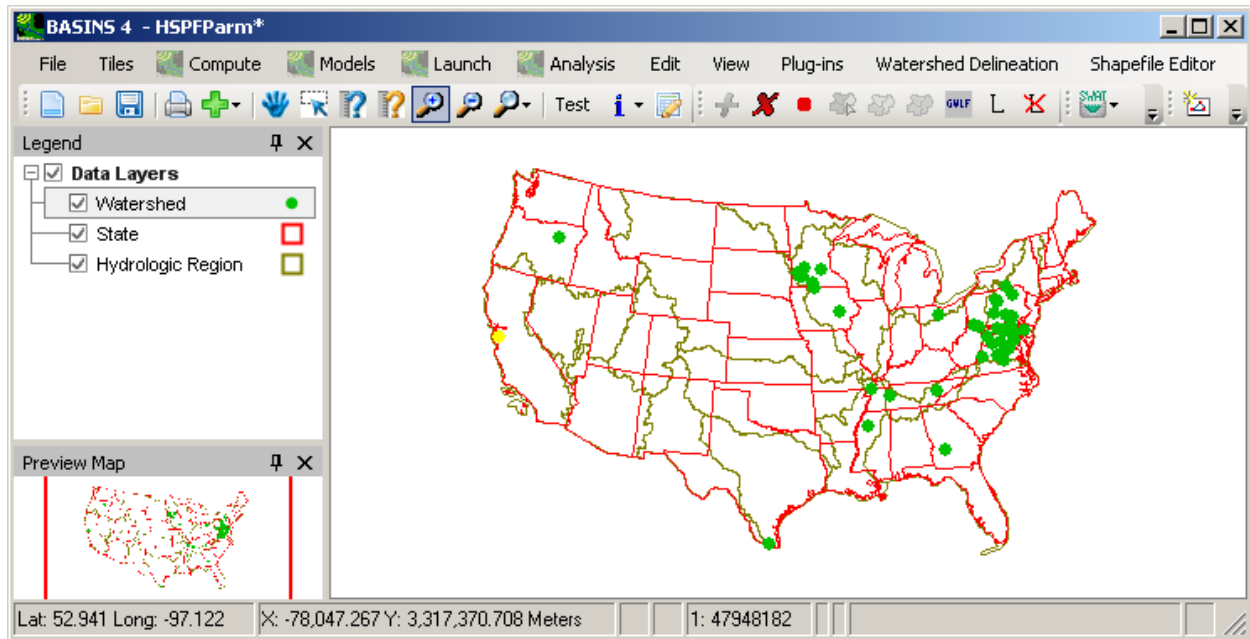 BASINS 4 - HSPFParm*
File Tiles Compute Models Launch Analysis Edit View Plug-ins Watershed Delineation Shapefile Editor
Test i GWLF L SWAT
Legend
Data Layers
Watershed
State
Hydrologic Region
Preview Map
Lat: 52.941 Long: -97.122 X: -78,047.267 Y: 3,317,370.708 Meters 1: 47948182